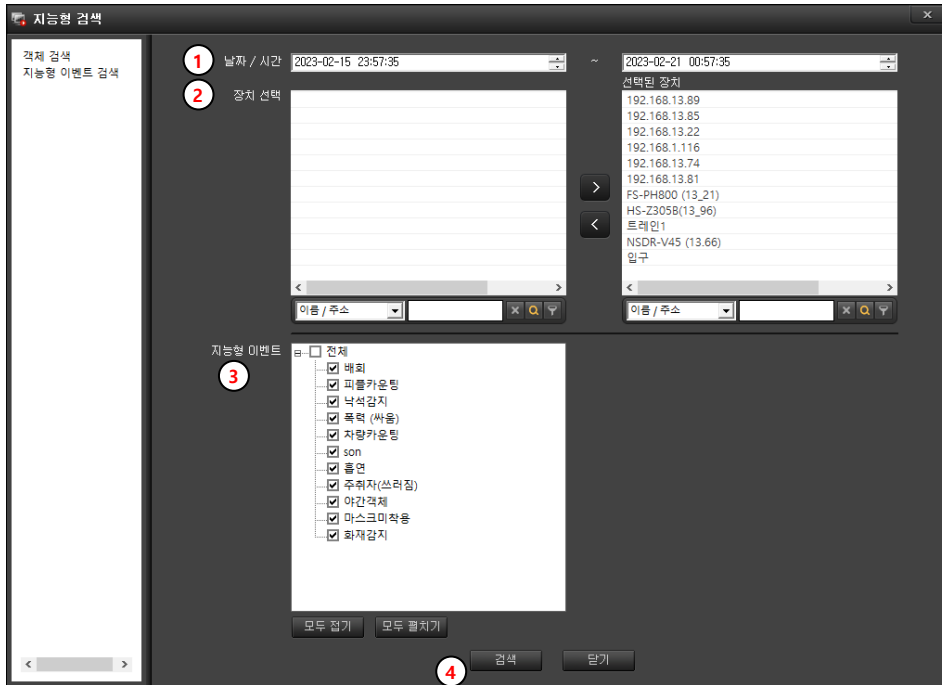 지능형 검색
객체 검색
지능형 이벤트 검색
1 날짜 / 시간 2023-02-15 23:57:35 ~ 2023-02-21 00:57:35
2 장치 선택
선택된 장치
192.168.13.89
192.168.13.85
192.168.13.22
192.168.1.116
192.168.13.74
192.168.13.81
FS-PH800 (13_21)
HS-Z305B(13_96)
트레인1
NSDR-V45 (13.66)
입구
이름 / 주소
이름 / 주소
지능형 이벤트
3
전체
배회
피플카운팅
낙석감지
폭력 (싸움)
차량카운팅
son
흡연
주취자(쓰러짐)
야간객체
마스크미착용
화재감지
모두 접기 모두 펼치기
4 검색 닫기